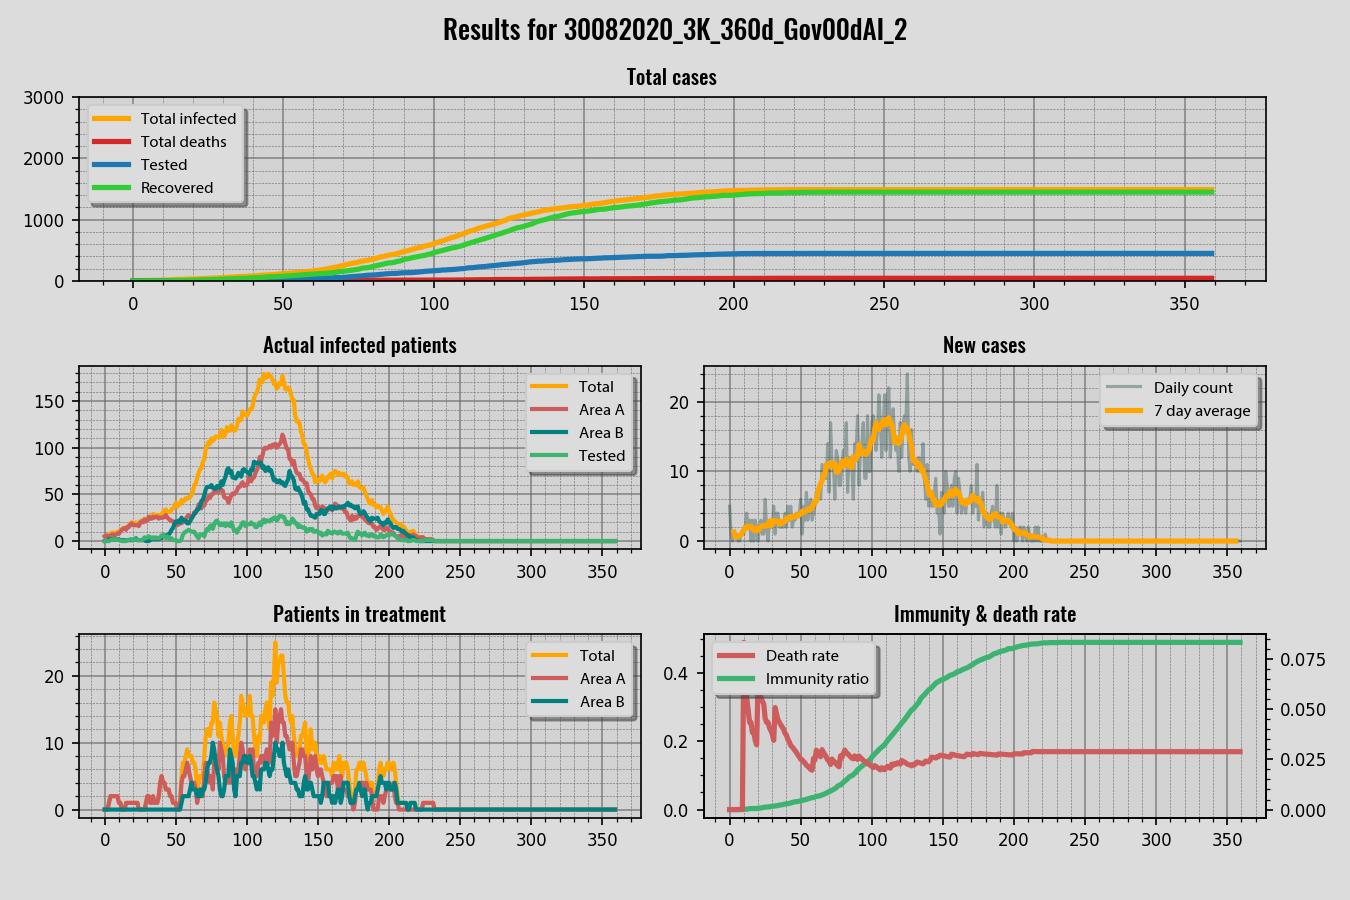 Results for 30082020_3K_360d_Gov00dAI_2
Total cases
3000
2000
1000
0
Total infected
Total deaths
Tested
Recovered
0 50 100 150 200 250 300 350
Actual infected patients
150
100
50
0
Total
Area A
Area B
Tested
0 50 100 150 200 250 300 350
New cases
20
10
0
Daily count
7 day average
0 50 100 150 200 250 300 350
Patients in treatment
20
10
0
Total
Area A
Area B
0 50 100 150 200 250 300 350
Immunity & death rate
0.4
0.2
0.0
Death rate
Immunity ratio
0.075
0.050
0.025
0.000
0 50 100 150 200 250 300 350